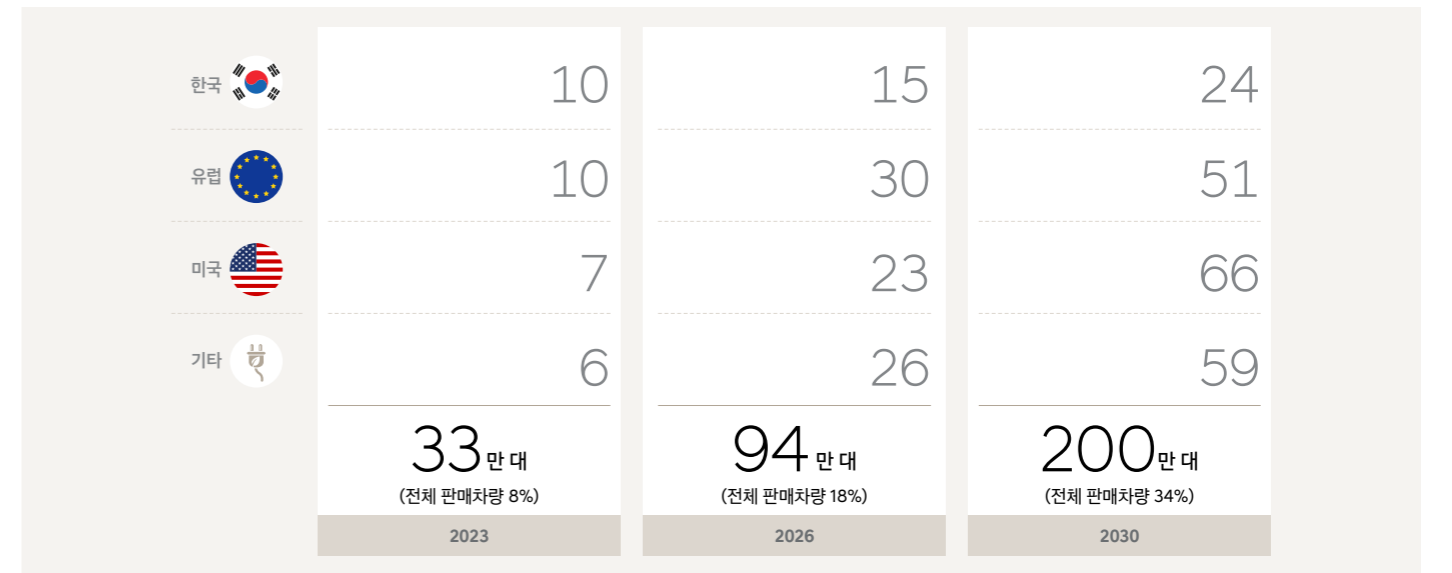 한국 10 15 24
유럽 10 30 51
미국 7 23 66
기타 6 26 59
33만 대 94만 대 200만 대
(전체 판매차량 8%) (전체 판매차량 18%) (전체 판매차량 34%)
2023 2026 2030